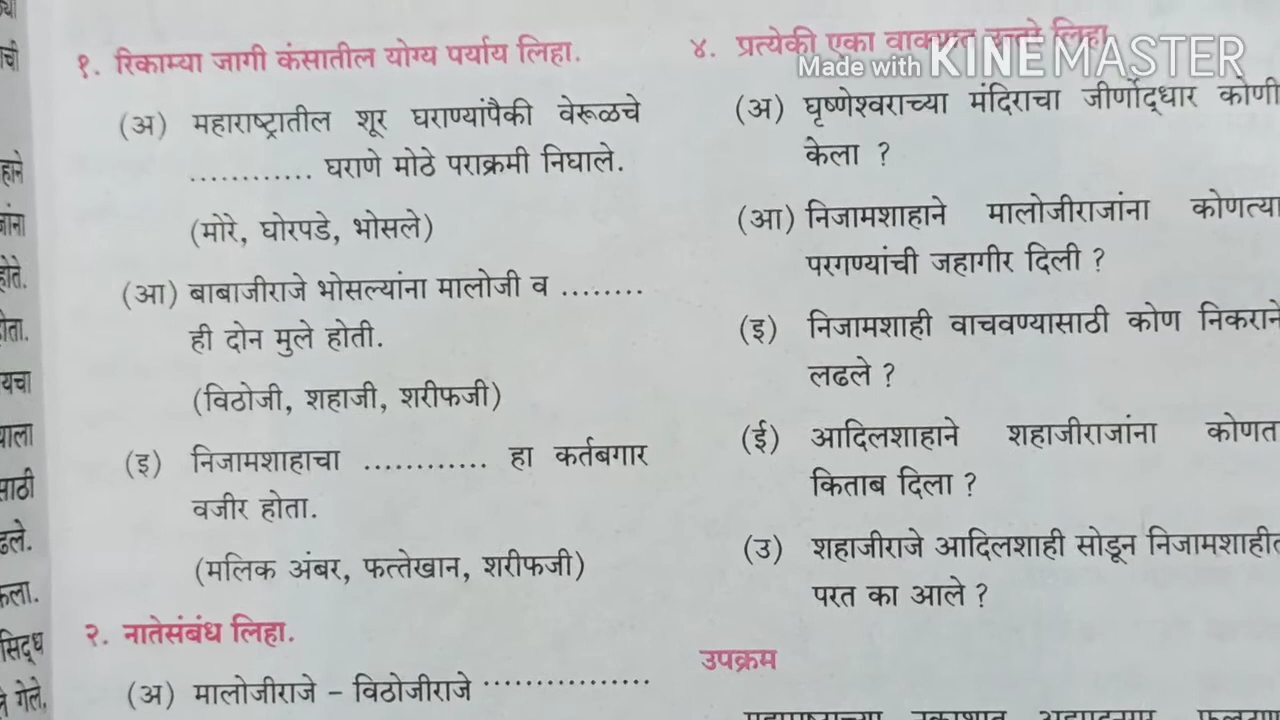 १. रिकाम्या जागी कंसातील योग्य पर्याय लिहा.
(अ) महाराष्ट्रातील शूर घराण्यांपैकी वेरूळचे
............ घराणे मोठे पराक्रमी निघाले.
(मोरे, घोरपडे, भोसले)
(आ) बाबाजीराजे भोसल्यांना मालोजी व ........
ही दोन मुले होती.
(विठोजी, शहाजी, शरीफजी)
(इ) निजामशाहाचा ............ हा कर्तबगार
वजीर होता.
(मलिक अंबर, फत्तेखान, शरीफजी)
२. नातेसंबंध लिहा.
(अ) मालोजीराजे - विठोजीराजे ................
४. प्रत्येकी एका लिहा.
Made with KINEMASTER
(अ) घृष्णेश्वराच्या मंदिराचा जीर्णोद्धार कोणी
केला ?
(आ) निजामशाहाने मालोजीराजांना कोणत्या
परगण्यांची जहागीर दिली ?
(इ) निजामशाही वाचवण्यासाठी कोण निकराने
लढले ?
(ई) आदिलशाहाने शहाजीराजांना कोणत
किताब दिला ?
(उ) शहाजीराजे आदिलशाही सोडून निजामशाहीत
परत का आले ?
उपक्रम
हाने
होते.
होता.
यचा
साठी
ढले.
सिद्ध
गेले,